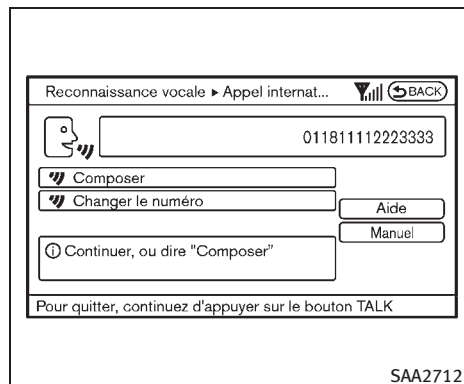 Reconnaissance vocale ▸ Appel internat... BACK
011811112223333
Composer
Changer le numéro
Aide
Manuel
Continuer, ou dire "Composer"
Pour quitter, continuez d'appuyer sur le bouton TALK
SAA2712